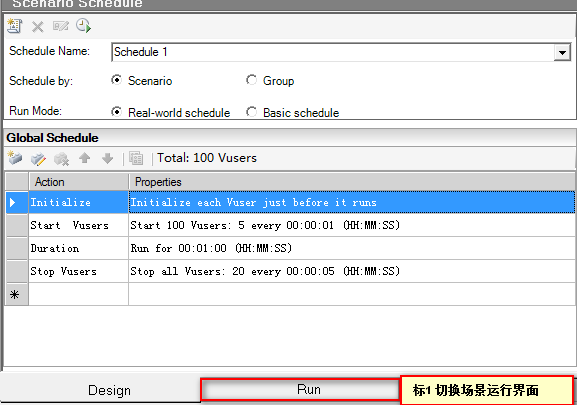 Scenario Schedule
Schedule Name: Schedule 1
Schedule by: Scenario Group
Run Mode: Real-world schedule Basic schedule
Global Schedule
Total: 100 Vusers
Action Properties
Initialize Initialize each Vuser just before it runs
Start Vusers Start 100 Vusers: 5 every 00:00:01 (HH:MM:SS)
Duration Run for 00:01:00 (HH:MM:SS)
Stop Vusers Stop all Vusers: 20 every 00:00:05 (HH:MM:SS)
Design Run 标1 切换场景运行界面